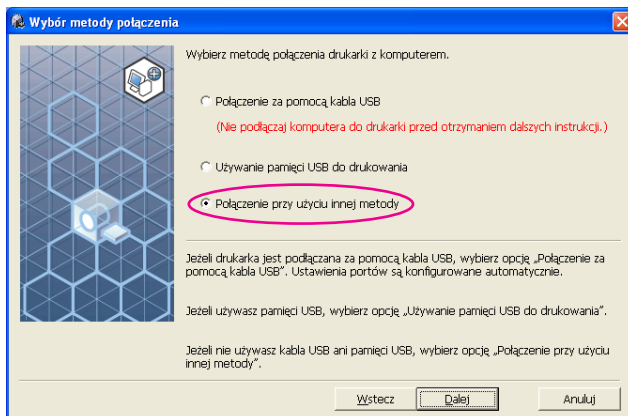 Wybór metody połączenia
Wybierz metodę połączenia drukarki z komputerem.
Połączenie za pomocą kabla USB
(Nie podłączaj komputera do drukarki przed otrzymaniem dalszych instrukcji.)
Używanie pamięci USB do drukowania
Połączenie przy użyciu innej metody
Jeżeli drukarka jest podłączana za pomocą kabla USB, wybierz opcję „Połączenie za
pomocą kabla USB”. Ustawienia portów są konfigurowane automatycznie.
Jeżeli używasz pamięci USB, wybierz opcję „Używanie pamięci USB do drukowania”.
Jeżeli nie używasz kabla USB ani pamięci USB, wybierz opcję „Połączenie przy użyciu
innej metody”.
Wstecz Dalej Anuluj